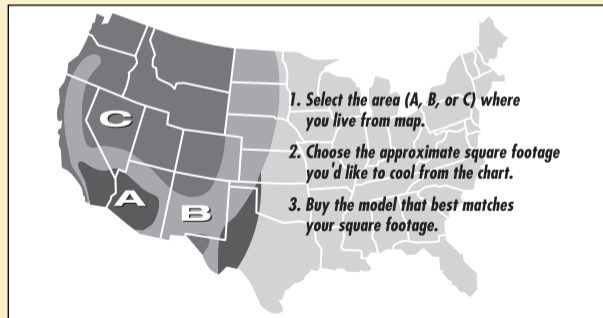 C
A
B
1. Select the area (A, B, or C) where
you live from map.
2. Choose the approximate square footage
you'd like to cool from the chart.
3. Buy the model that best matches
your square footage.